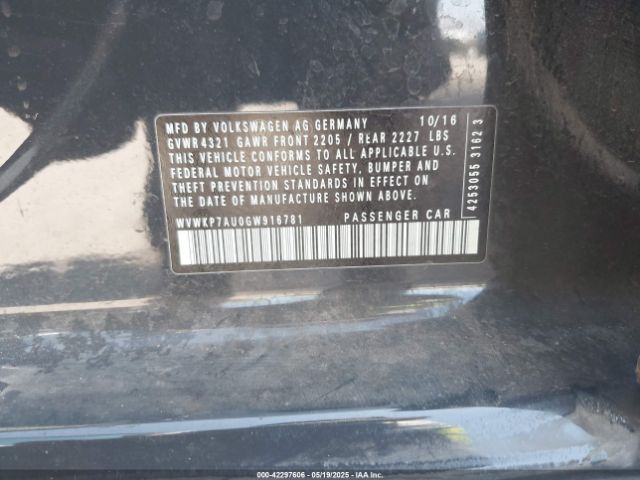 MFD BY VOLKSWAGEN AG GERMANY 10/16
GVWR 4321 GAWR FRONT 2205 / REAR 2227 LBS
THIS VEHICLE CONFORMS TO ALL APPLICABLE U.S.
FEDERAL MOTOR VEHICLE SAFETY, BUMPER AND
THEFT PREVENTION STANDARDS IN EFFECT ON
THE DATE OF MANUFACTURE SHOWN ABOVE.
WVWKP7AU0GW916781 PASSENGER CAR
4253055 3162 3
000-42297606 - 05/19/2025 - IAA Inc.